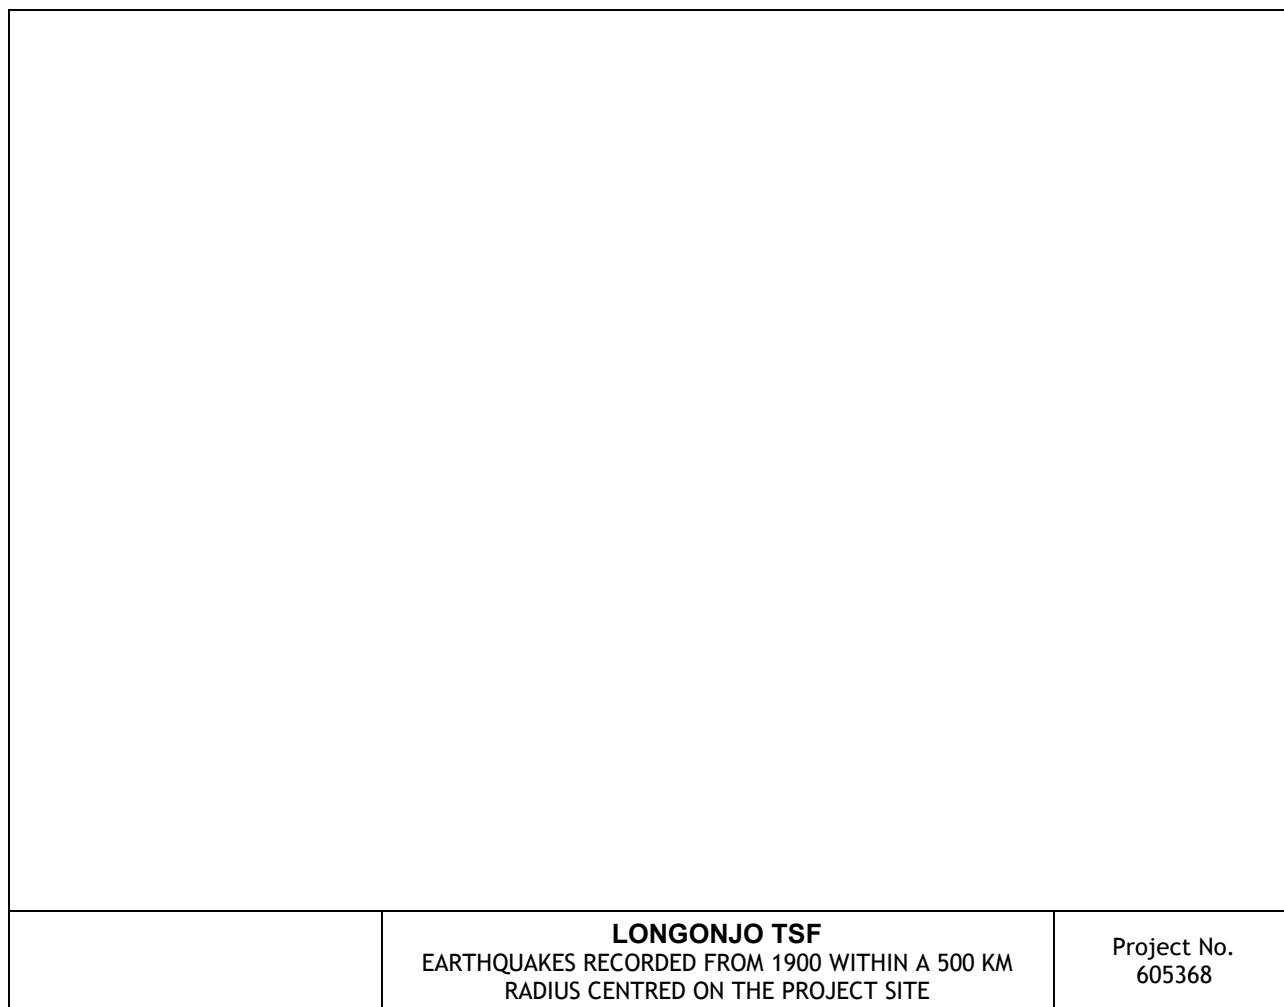 LONGONJO TSF
EARTHQUAKES RECORDED FROM 1900 WITHIN A 500 KM
RADIUS CENTRED ON THE PROJECT SITE
Project No.
605368